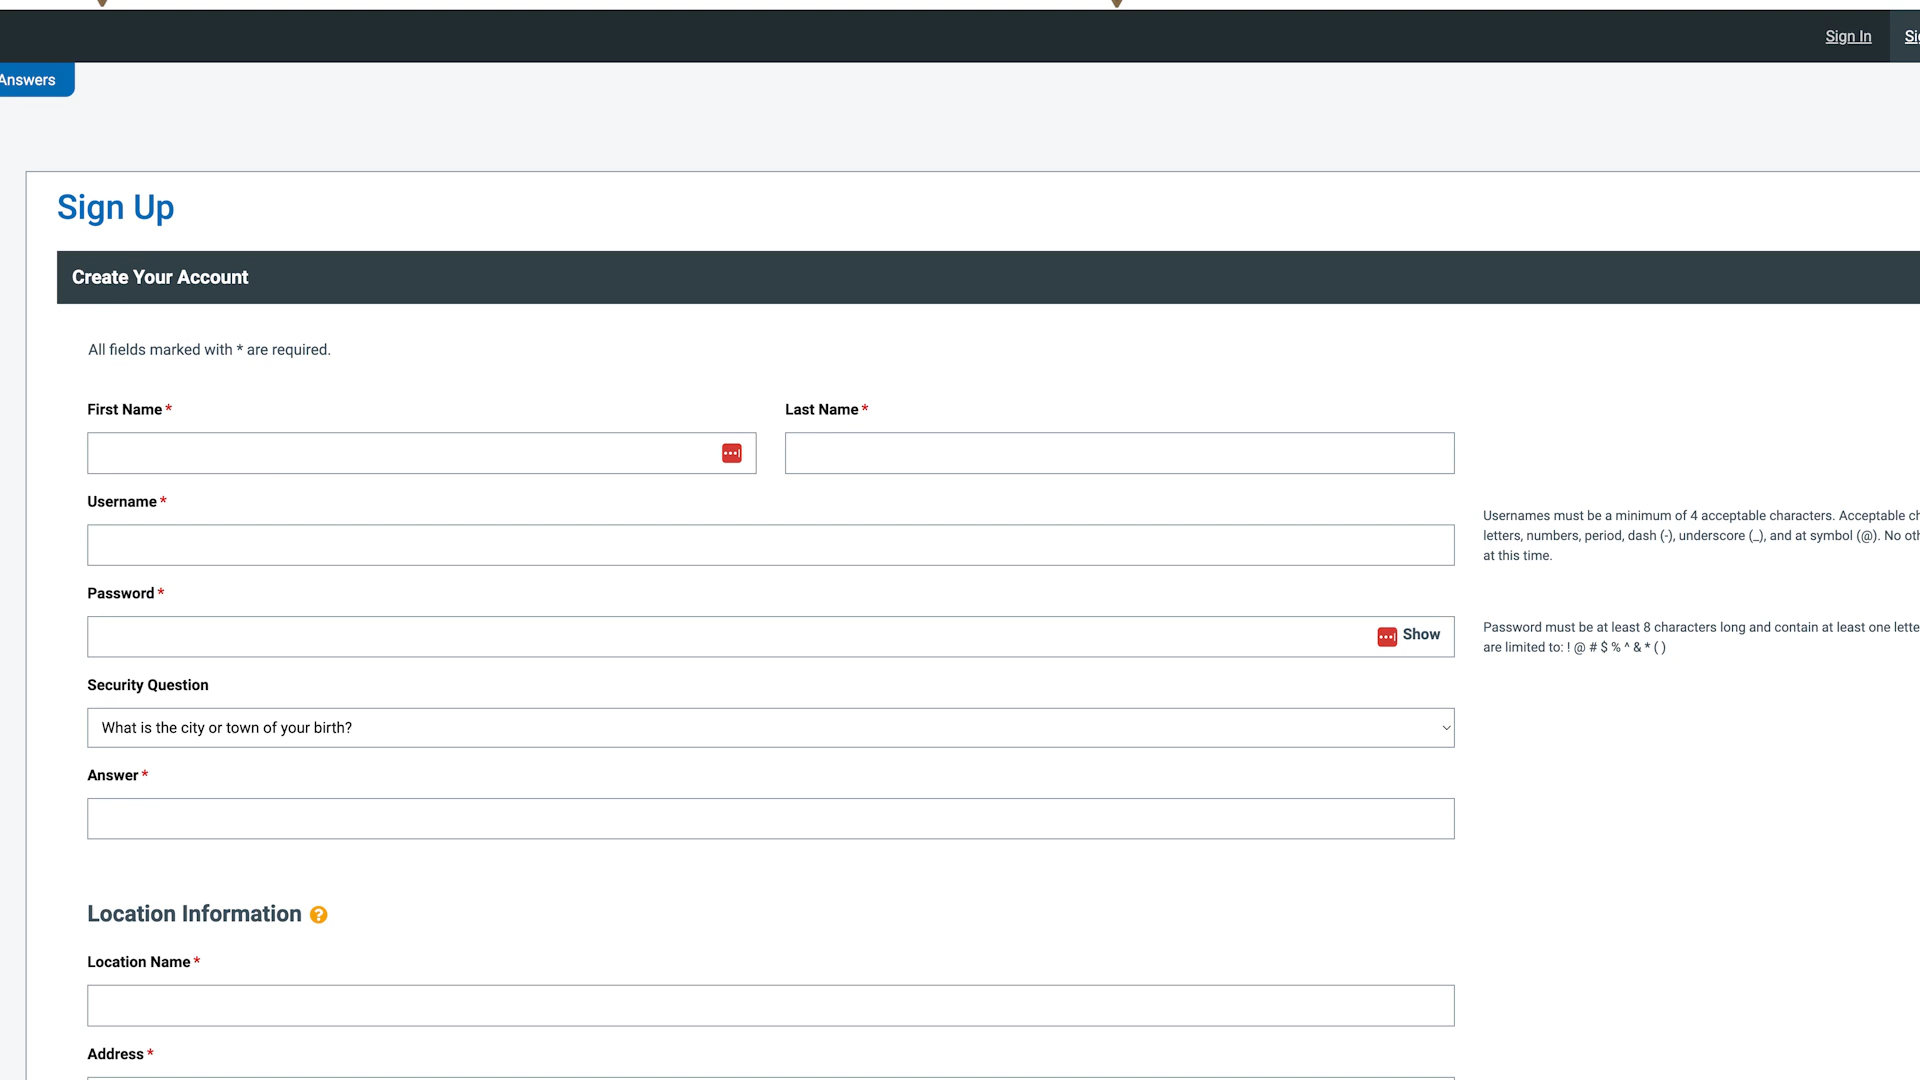 Sign In
Answers
Sign Up
Create Your Account
All fields marked with * are required.
First Name *
Last Name *
Username *
Usernames must be a minimum of 4 acceptable characters. Acceptable
letters, numbers, period, dash (-), underscore (_), and at symbol (@). No
at this time.
Password *
Show
Password must be at least 8 characters long and contain at least one
are limited to: ! @ # $ % ^ & * ( )
Security Question
What is the city or town of your birth?
Answer *
Location Information ?
Location Name *
Address *